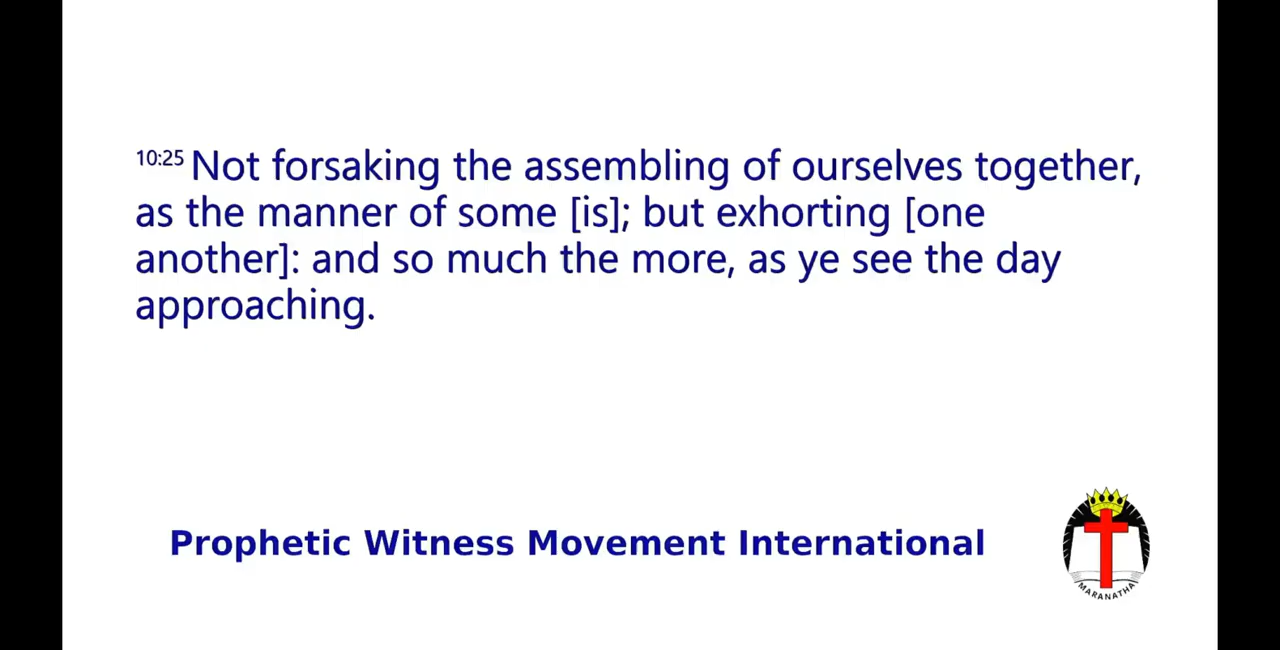 10:25 Not forsaking the assembling of ourselves together,
as the manner of some [is]; but exhorting [one
another]: and so much the more, as ye see the day
approaching.
Prophetic Witness Movement International
MARANATHA